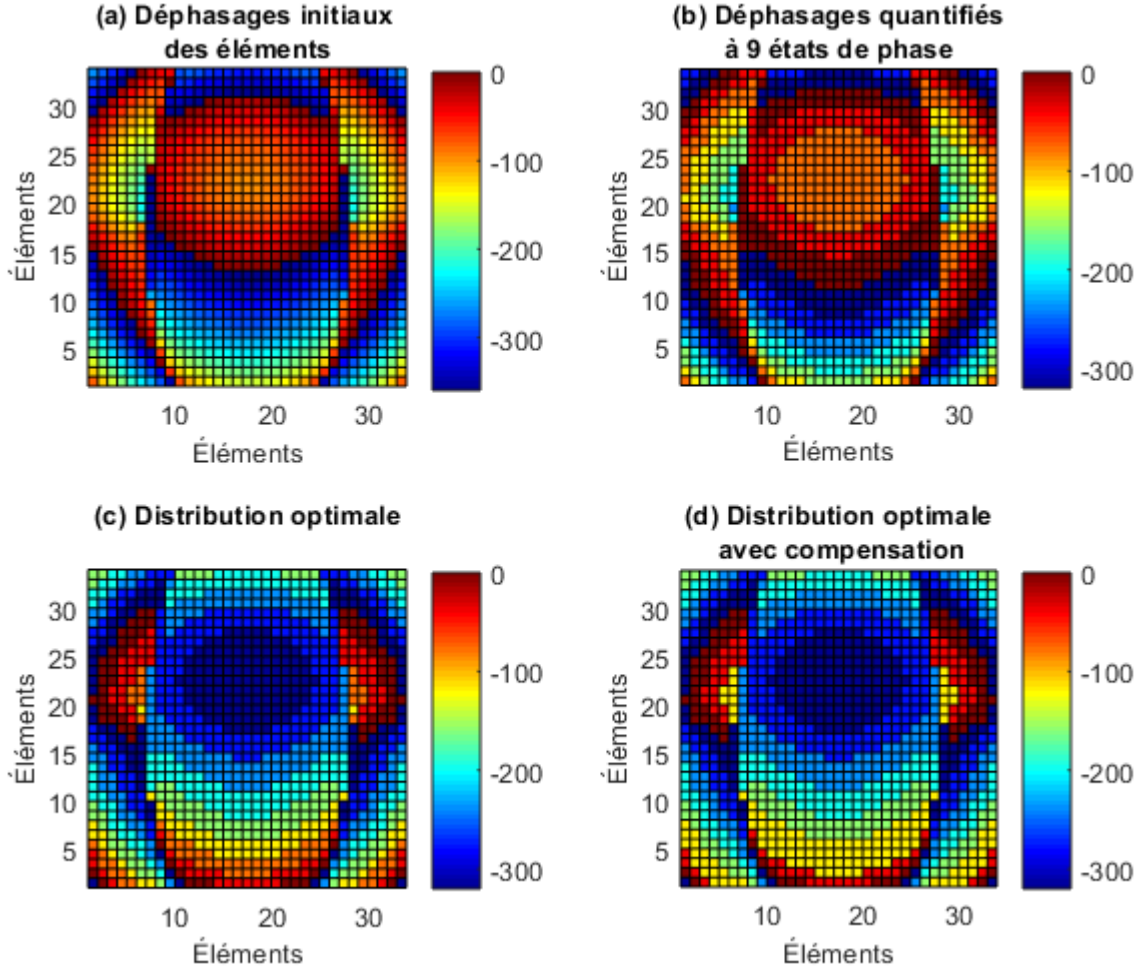 (a) Déphasages initiaux
des éléments
(b) Déphasages quantifiés
à 9 états de phase
30
25
20
15
10
5
Éléments
10 20 30
Éléments
0
-100
-200
-300
30
25
20
15
10
5
Éléments
10 20 30
Éléments
0
-100
-200
-300
(c) Distribution optimale
(d) Distribution optimale
avec compensation
30
25
20
15
10
5
Éléments
10 20 30
Éléments
0
-100
-200
-300
30
25
20
15
10
5
Éléments
10 20 30
Éléments
0
-100
-200
-300